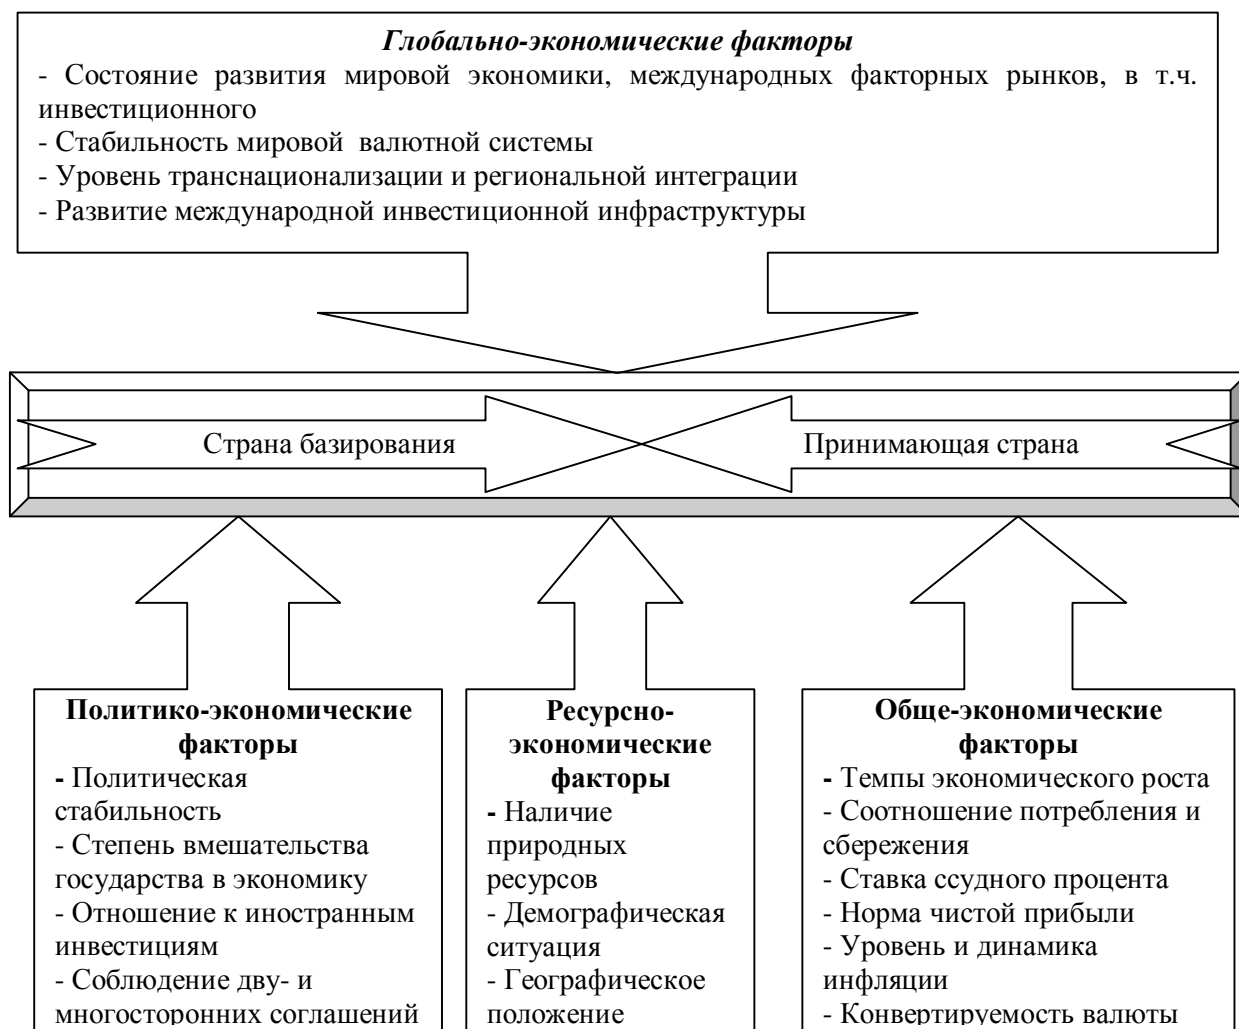 Глобально-экономические факторы
- Состояние развития мировой экономики, международных факторных рынков, в т.ч.
инвестиционного
- Стабильность мировой валютной системы
- Уровень транснационализации и региональной интеграции
- Развитие международной инвестиционной инфраструктуры
Страна базирования
Принимающая страна
Политико-экономические
факторы
- Политическая
стабильность
- Степень вмешательства
государства в экономику
- Отношение к иностранным
инвестициям
- Соблюдение дву- и
многосторонних соглашений
Ресурсно-
экономические
факторы
- Наличие
природных
ресурсов
- Демографическая
ситуация
- Географическое
положение
Обще-экономические
факторы
- Темпы экономического роста
- Соотношение потребления и
сбережения
- Ставка ссудного процента
- Норма чистой прибыли
- Уровень и динамика
инфляции
- Конвертируемость валюты